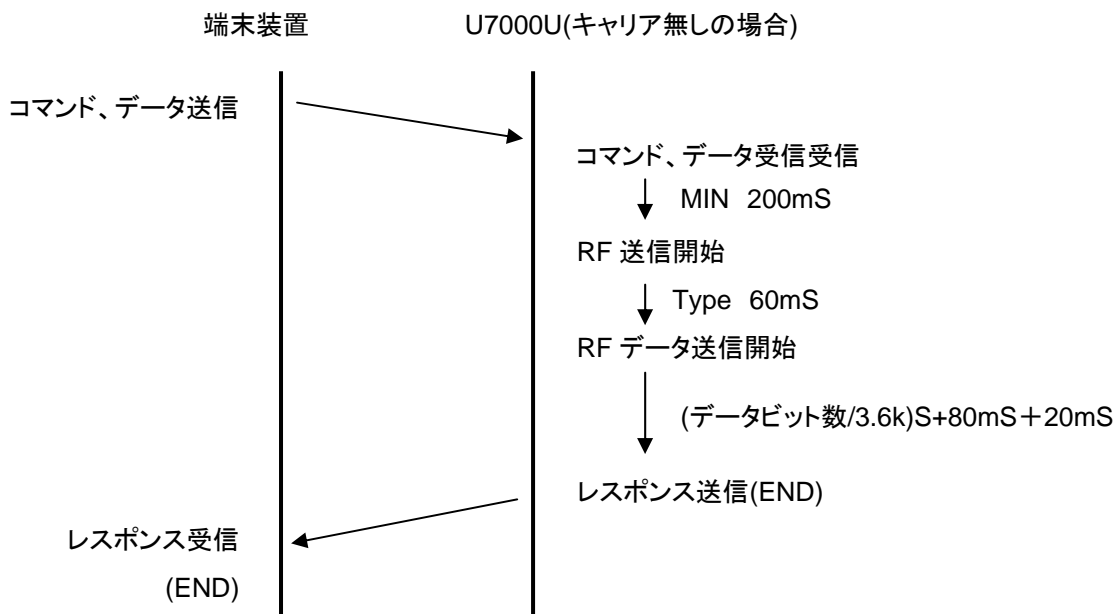 端末装置
U7000U(キャリア無しの場合)
コマンド、データ送信
コマンド、データ受信受信
MIN 200mS
RF 送信開始
Type 60mS
RF データ送信開始
(データビット数/3.6k)S+80mS+20mS
レスポンス送信(END)
レスポンス受信
(END)